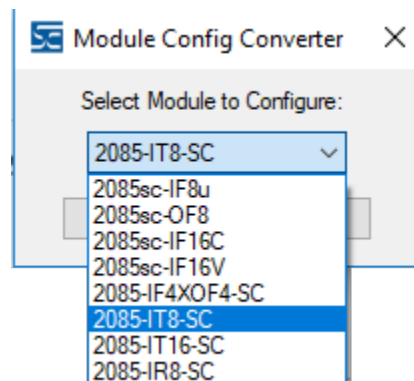 SC Module Config Converter
Select Module to Configure:
2085-IT8-SC
2085sc-IF8u
2085sc-OF8
2085sc-IF16C
2085sc-IF16V
2085-IF4XOF4-SC
2085-IT8-SC
2085-IT16-SC
2085-IR8-SC